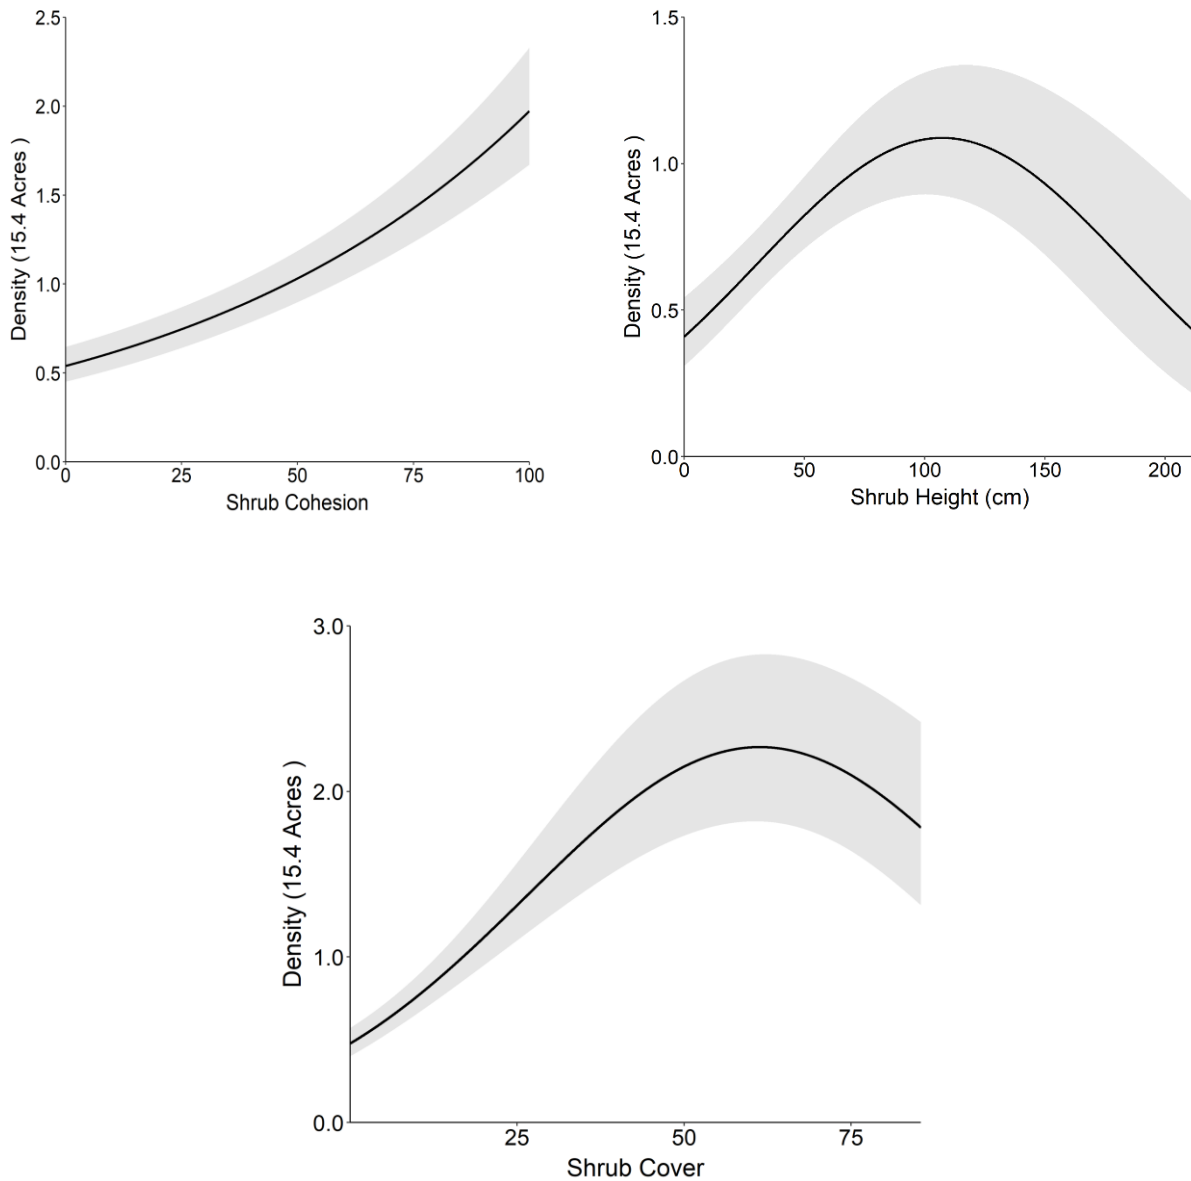 2.5
2.0
1.5
1.0
0.5
0.0
Density (15.4 Acres )
0 25 50 75 100
Shrub Cohesion
1.5
1.0
0.5
0.0
Density (15.4 Acres )
0 50 100 150 200
Shrub Height (cm)
3.0
2.0
1.0
0.0
Density (15.4 Acres )
25 50 75
Shrub Cover